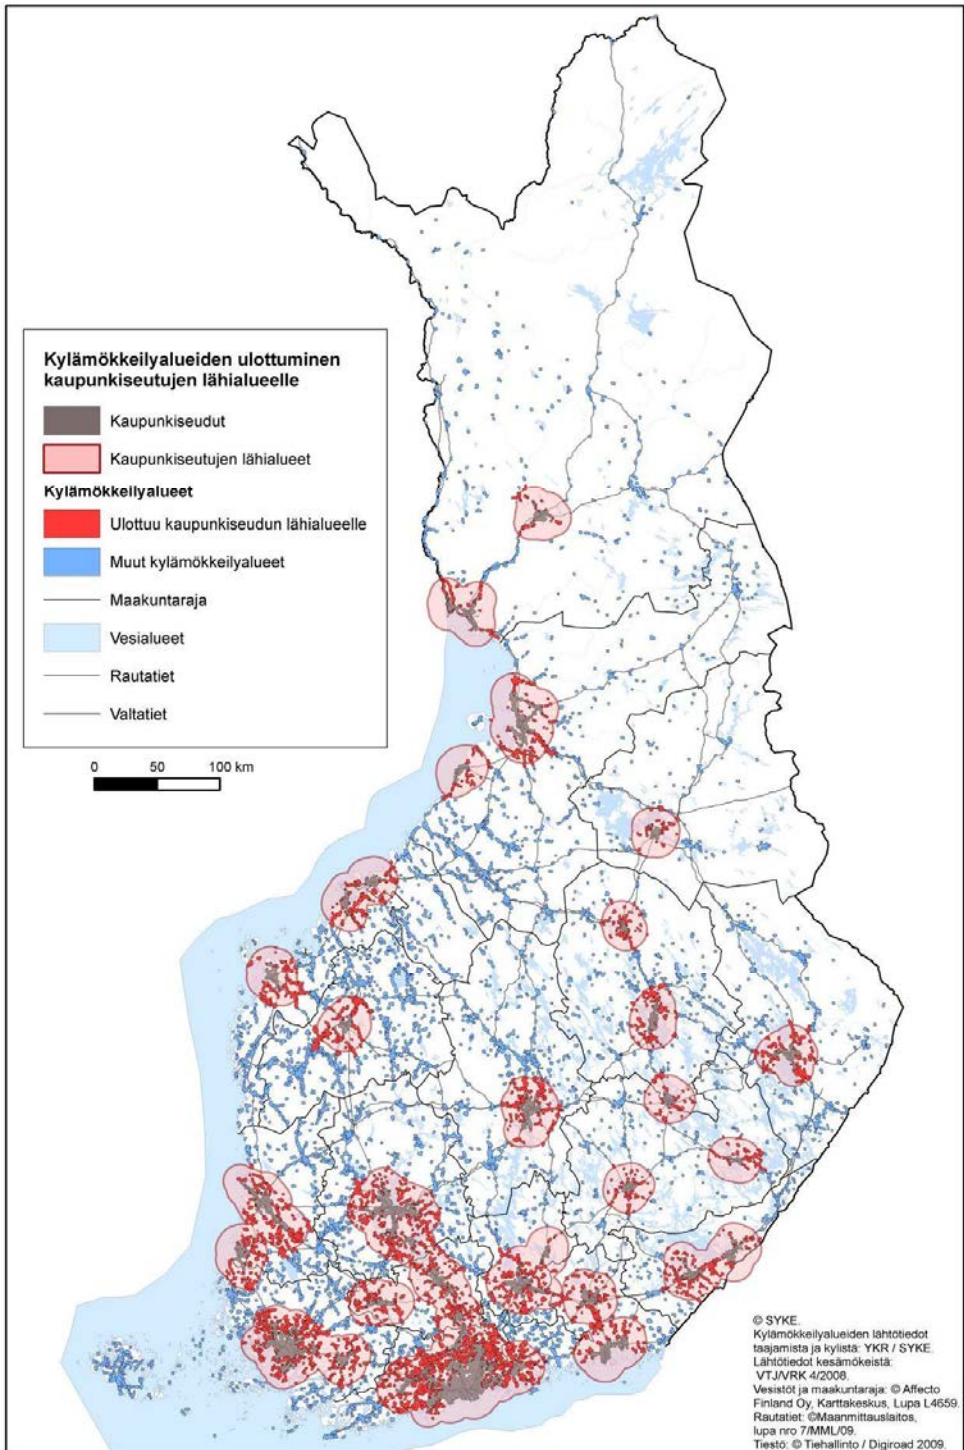 Kylämökkeilyalueiden ulottuminen
kaupunkiseutujen lähialueelle
Kaupunkiseudut
Kaupunkiseutujen lähialueet
Kylämökkeilyalueet
Ulottuu kaupunkiseudun lähialueelle
Muut kylämökkeilyalueet
Maakuntaraja
Vesialueet
Rautatiet
Valtatiet
0 50 100 km
© SYKE.
Kylämökkeilyalueiden lähtötiedot
taajamista ja kylistä: YKR / SYKE.
Lähtötiedot kesämökeistä:
VTJ/VRK 4/2008.
Vesistöt ja maakuntaraja: © Affecto
Finland Oy, Karttakeskus, Lupa L4659.
Rautatiet: ©Maanmittauslaitos,
lupa nro 7/MML/09.
Tiestö: © Tiehallinto / Digiroad 2009.